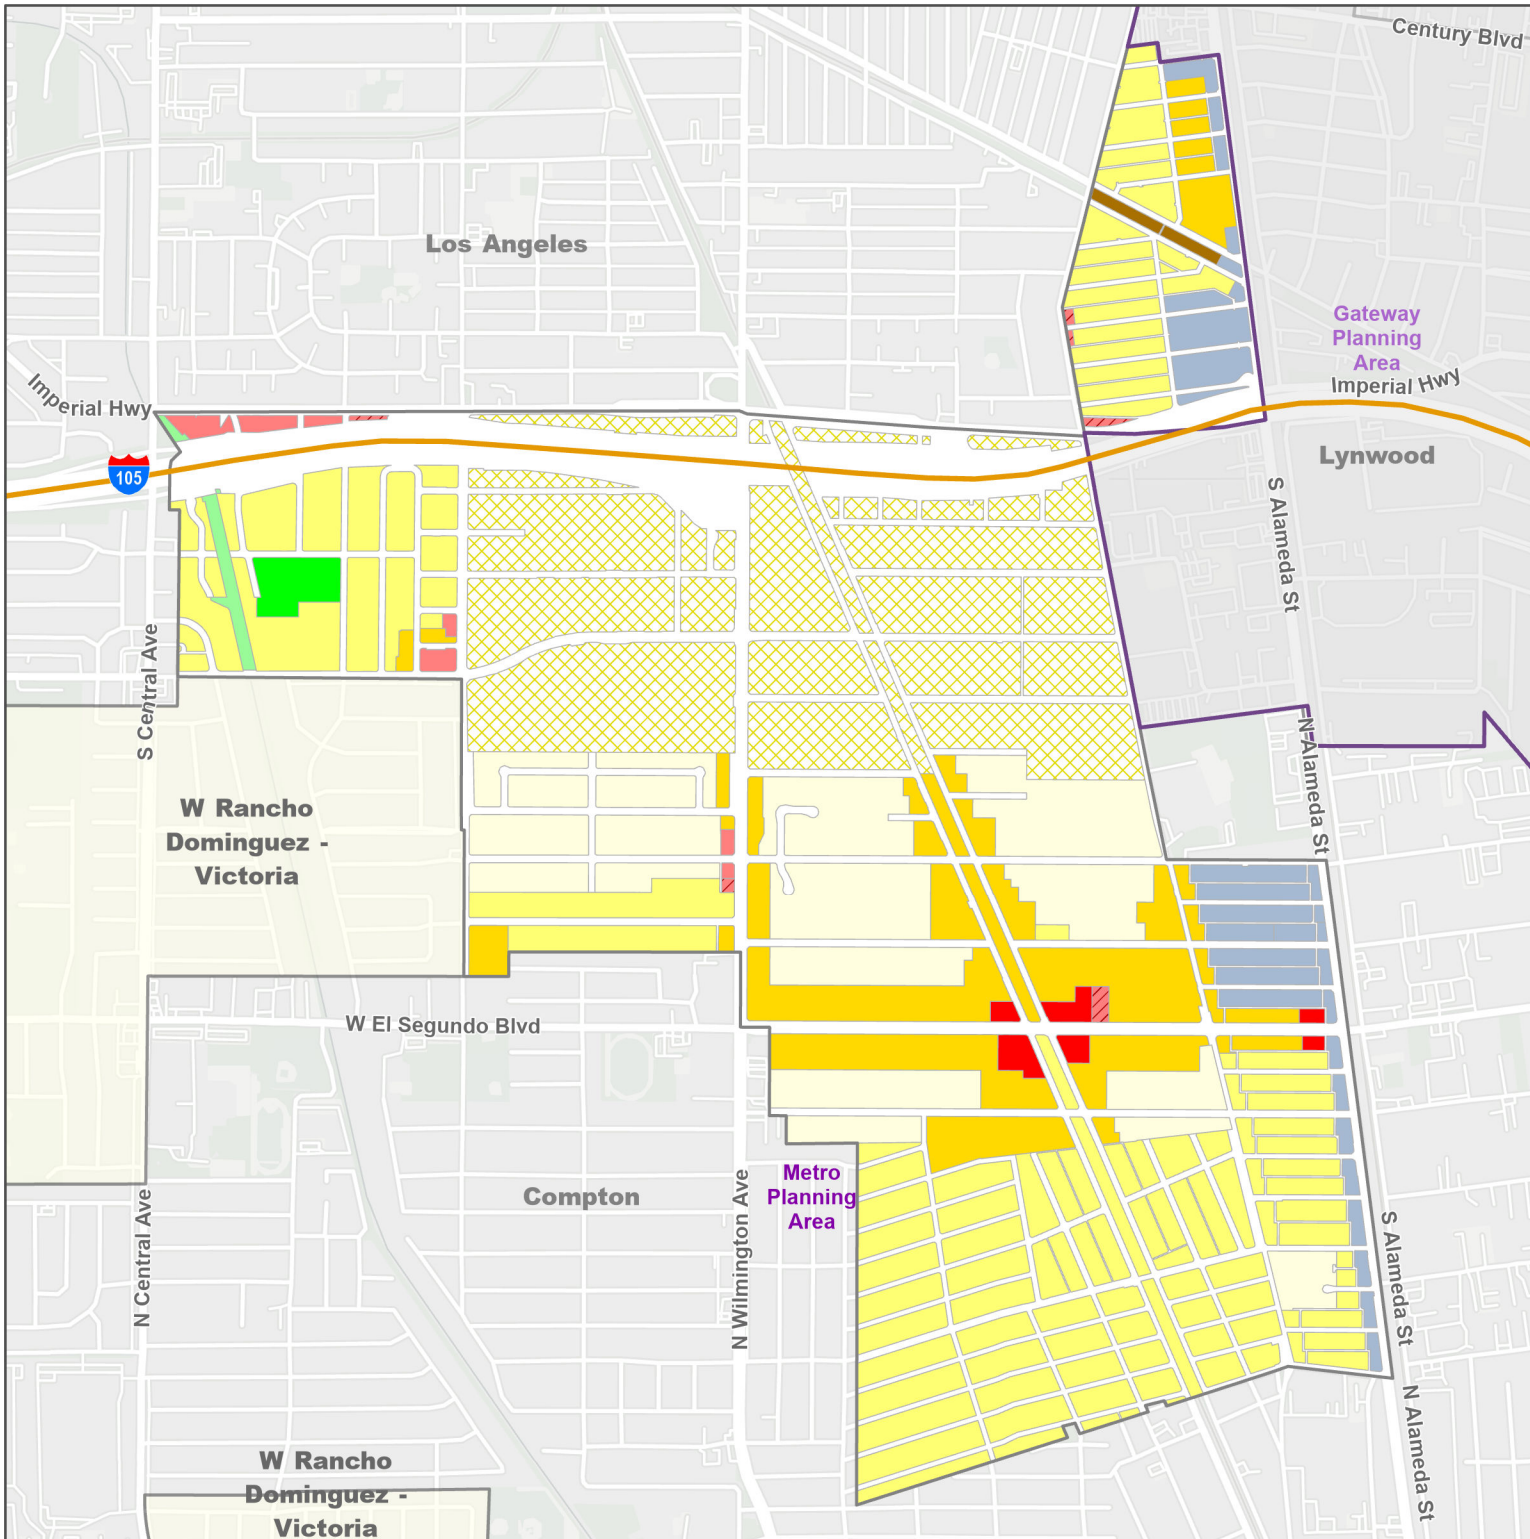 Century Blvd
Los Angeles
Gateway
Planning
Area
Imperial Hwy
Imperial Hwy
105
Lynwood
S Alameda St
S Central Ave
N Alameda St
W Rancho
Dominguez -
Victoria
W El Segundo Blvd
Metro
Planning
Area
Compton
N Central Ave
N Wilmington Ave
S Alameda St
N Alameda St
W Rancho
Dominguez -
Victoria